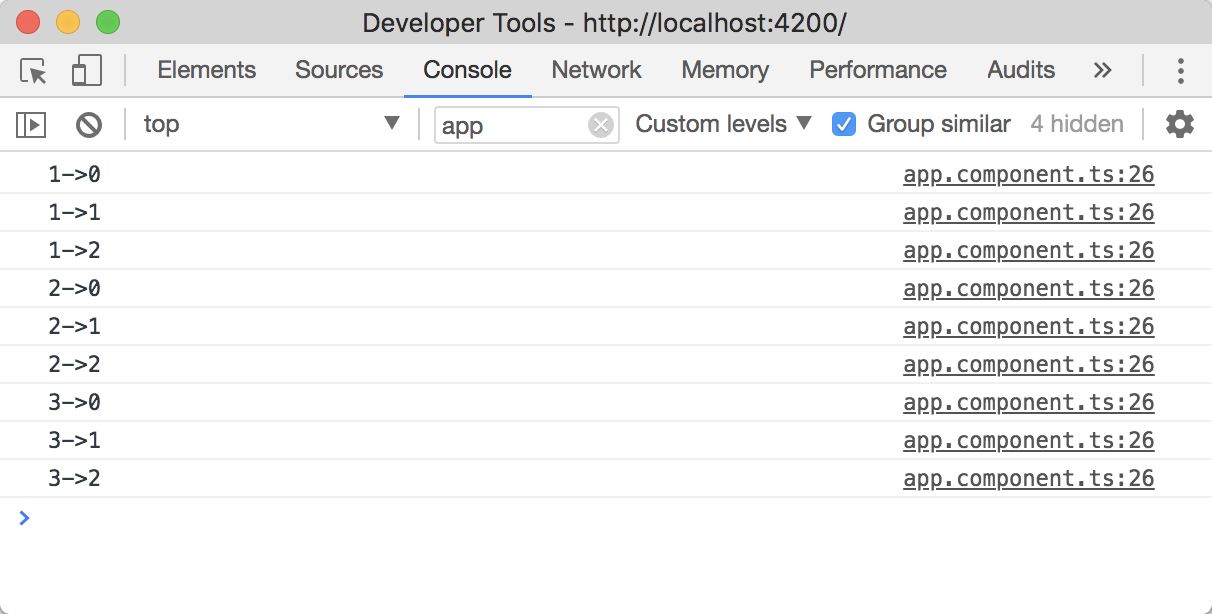 Developer Tools - http://localhost:4200/
Elements Sources Console Network Memory Performance Audits
top app Custom levels Group similar 4 hidden
1->0 app.component.ts:26
1->1 app.component.ts:26
1->2 app.component.ts:26
2->0 app.component.ts:26
2->1 app.component.ts:26
2->2 app.component.ts:26
3->0 app.component.ts:26
3->1 app.component.ts:26
3->2 app.component.ts:26